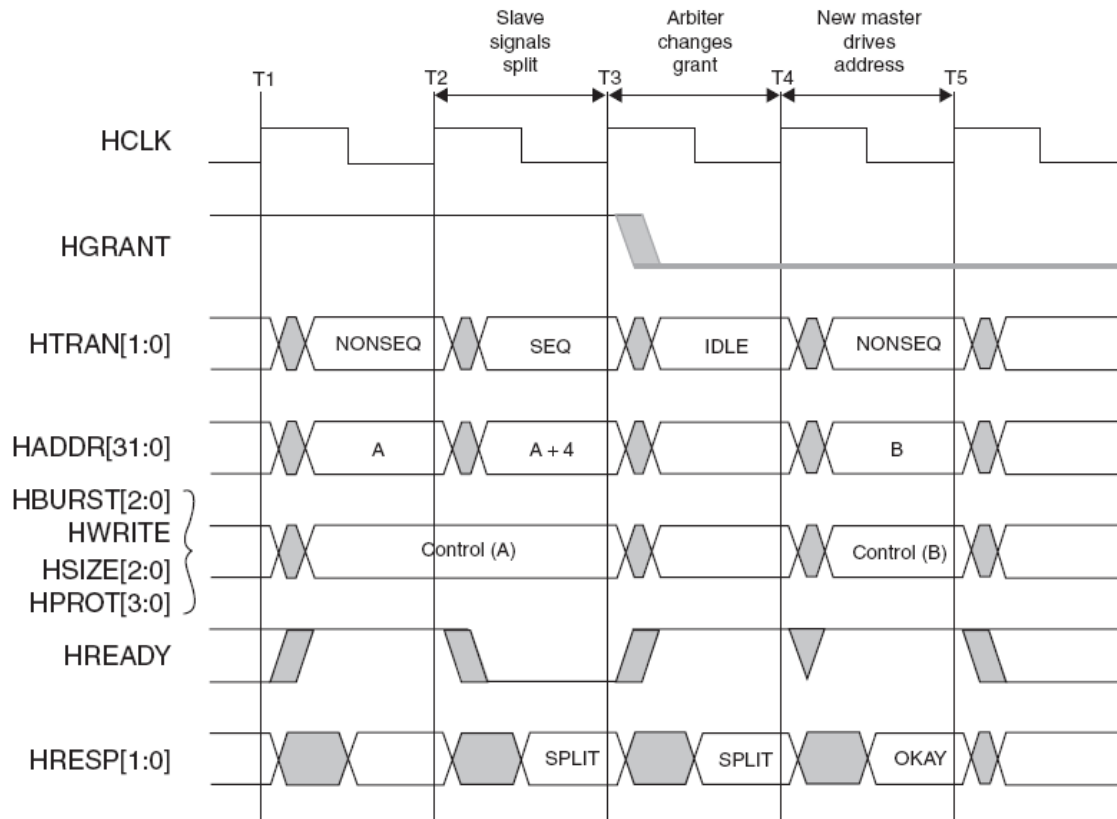 Slave
signals
split
Arbiter
changes
grant
New master
drives
address
T1
T2
T3
T4
T5
HCLK
HGRANT
HTRAN[1:0]
NONSEQ
SEQ
IDLE
NONSEQ
HADDR[31:0]
A
A + 4
B
HBURST[2:0]
HWRITE
HSIZE[2:0]
HPROT[3:0]
Control (A)
Control (B)
HREADY
HRESP[1:0]
SPLIT
SPLIT
OKAY